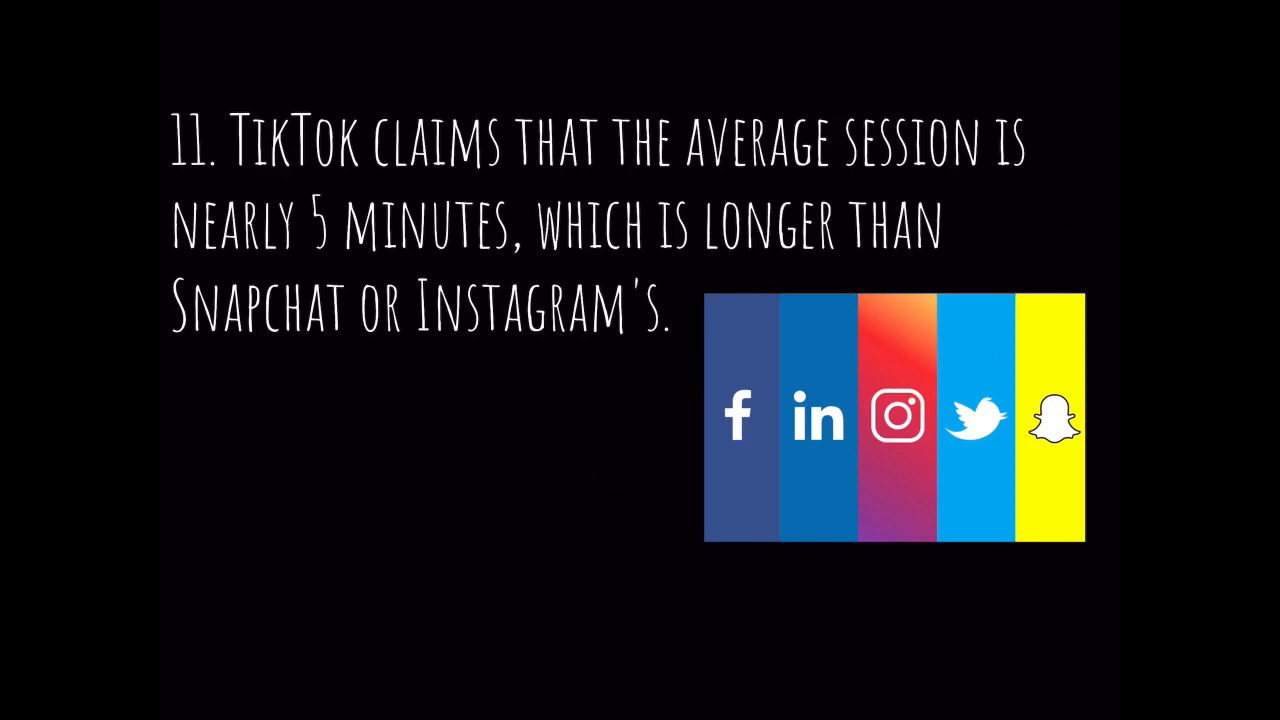 11. TikTok claims that the average session is
nearly 5 minutes, which is longer than
Snapchat or Instagram's.
f in